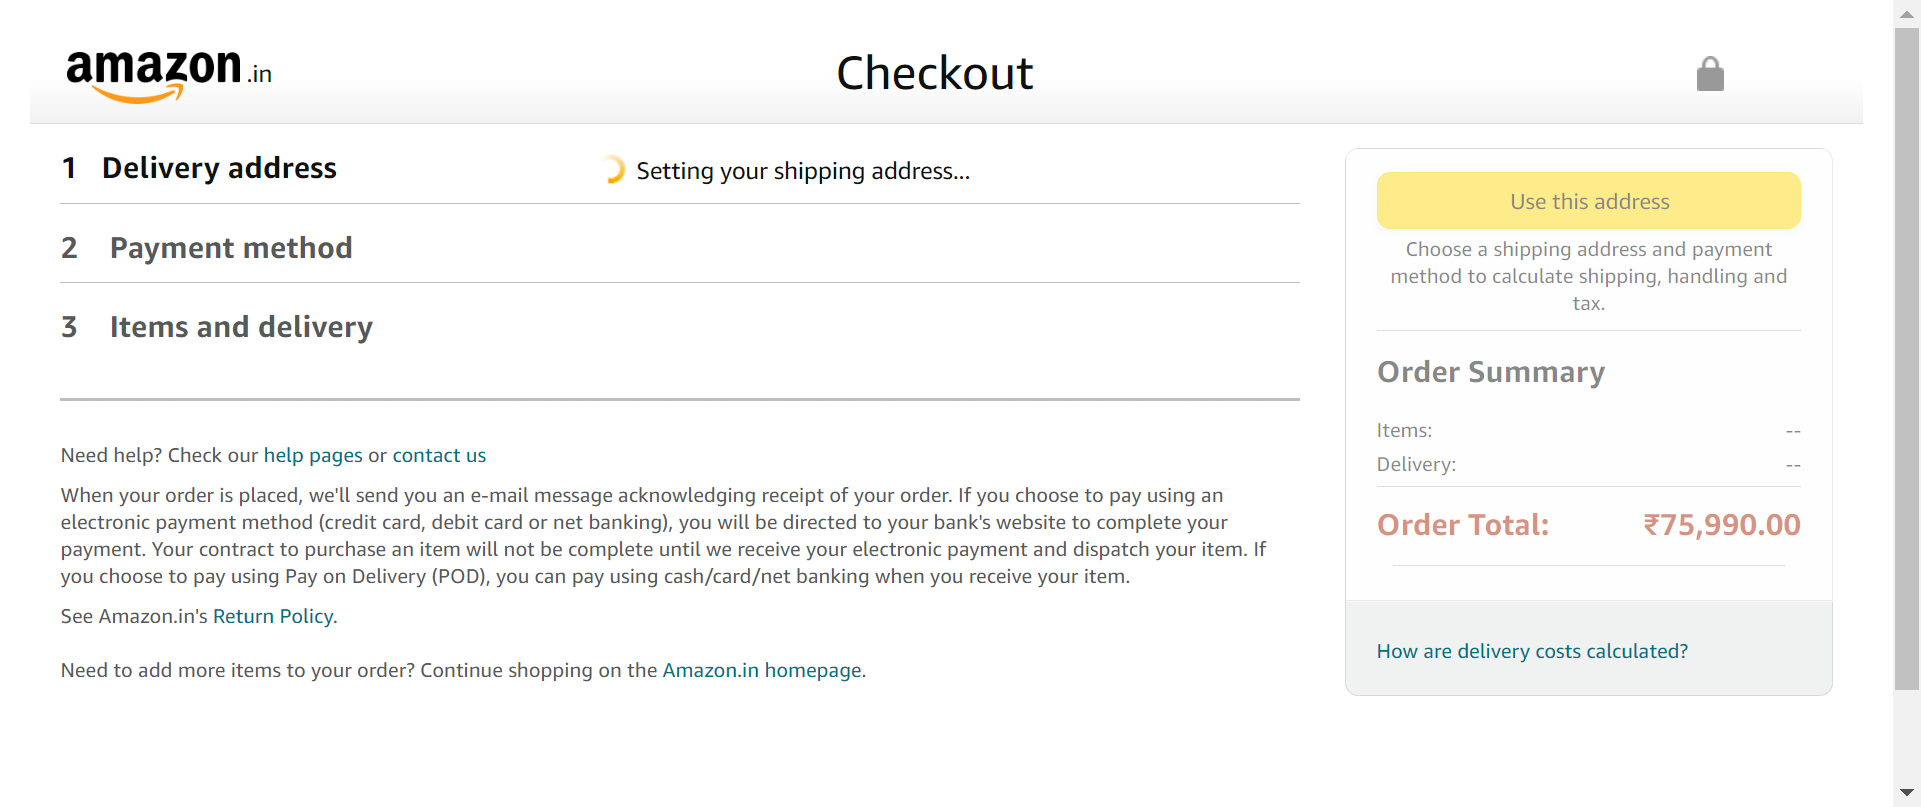 amazon.in
Checkout
1 Delivery address
Setting your shipping address...
2 Payment method
3 Items and delivery
Need help? Check our help pages or contact us
When your order is placed, we'll send you an e-mail message acknowledging receipt of your order. If you choose to pay using an
electronic payment method (credit card, debit card or net banking), you will be directed to your bank's website to complete your
payment. Your contract to purchase an item will not be complete until we receive your electronic payment and dispatch your item. If
you choose to pay using Pay on Delivery (POD), you can pay using cash/card/net banking when you receive your item.
See Amazon.in's Return Policy.
Need to add more items to your order? Continue shopping on the Amazon.in homepage.
Use this address
Choose a shipping address and payment
method to calculate shipping, handling and
tax.
Order Summary
Items: --
Delivery: --
Order Total: ₹75,990.00
How are delivery costs calculated?